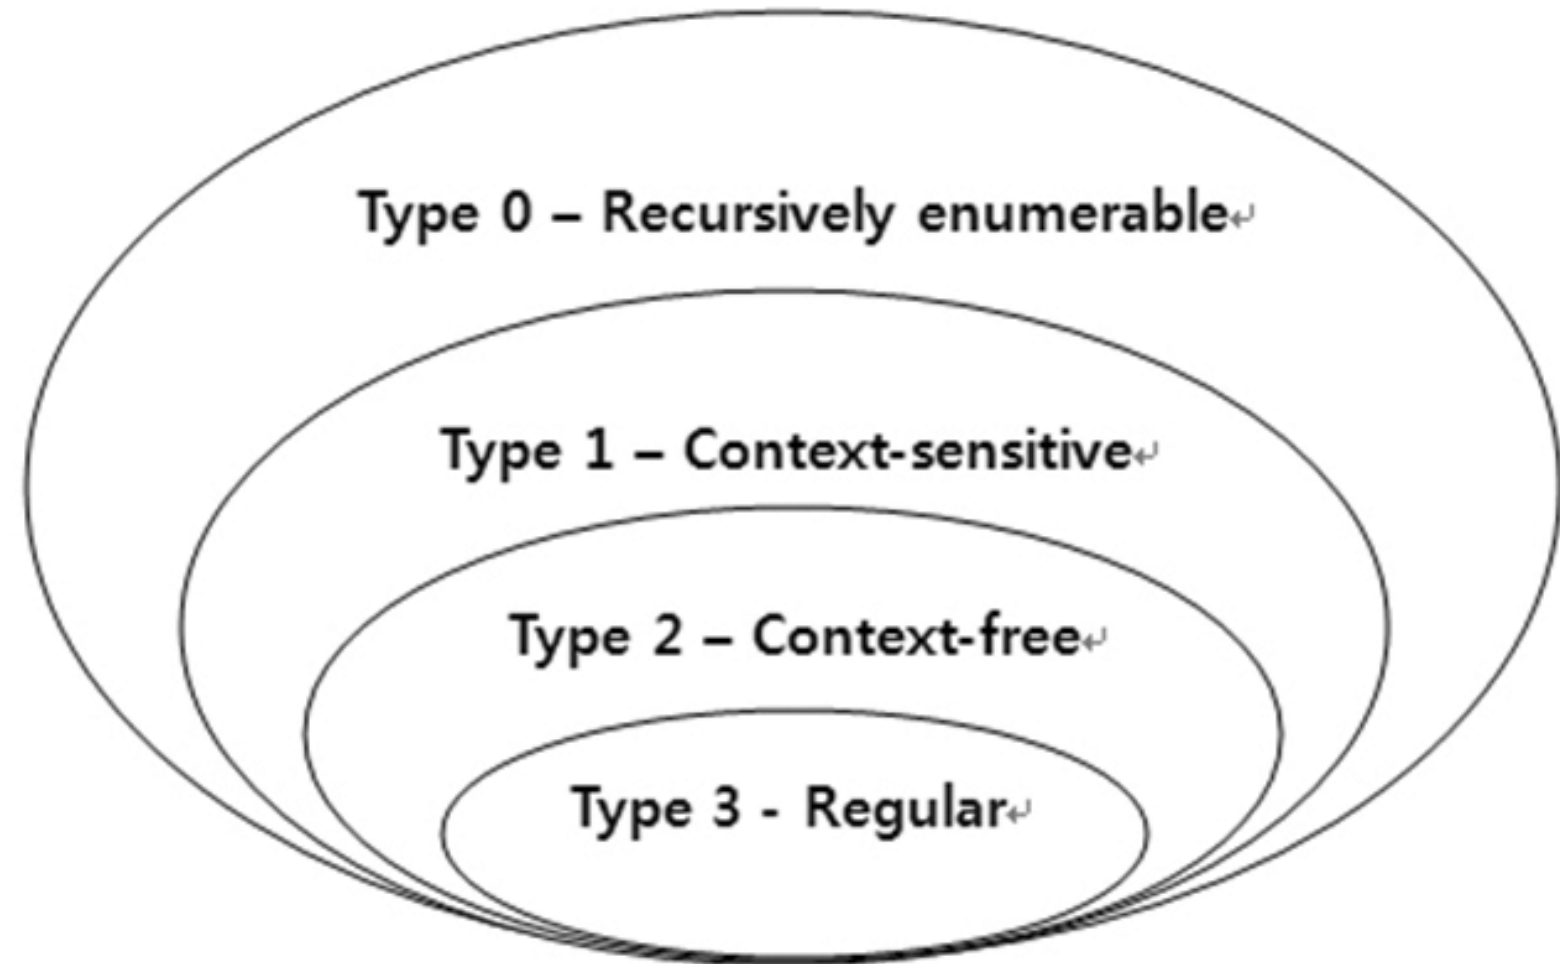 Type 0 – Recursively enumerable↵
Type 1 – Context-sensitive↵
Type 2 – Context-free↵
Type 3 - Regular↵